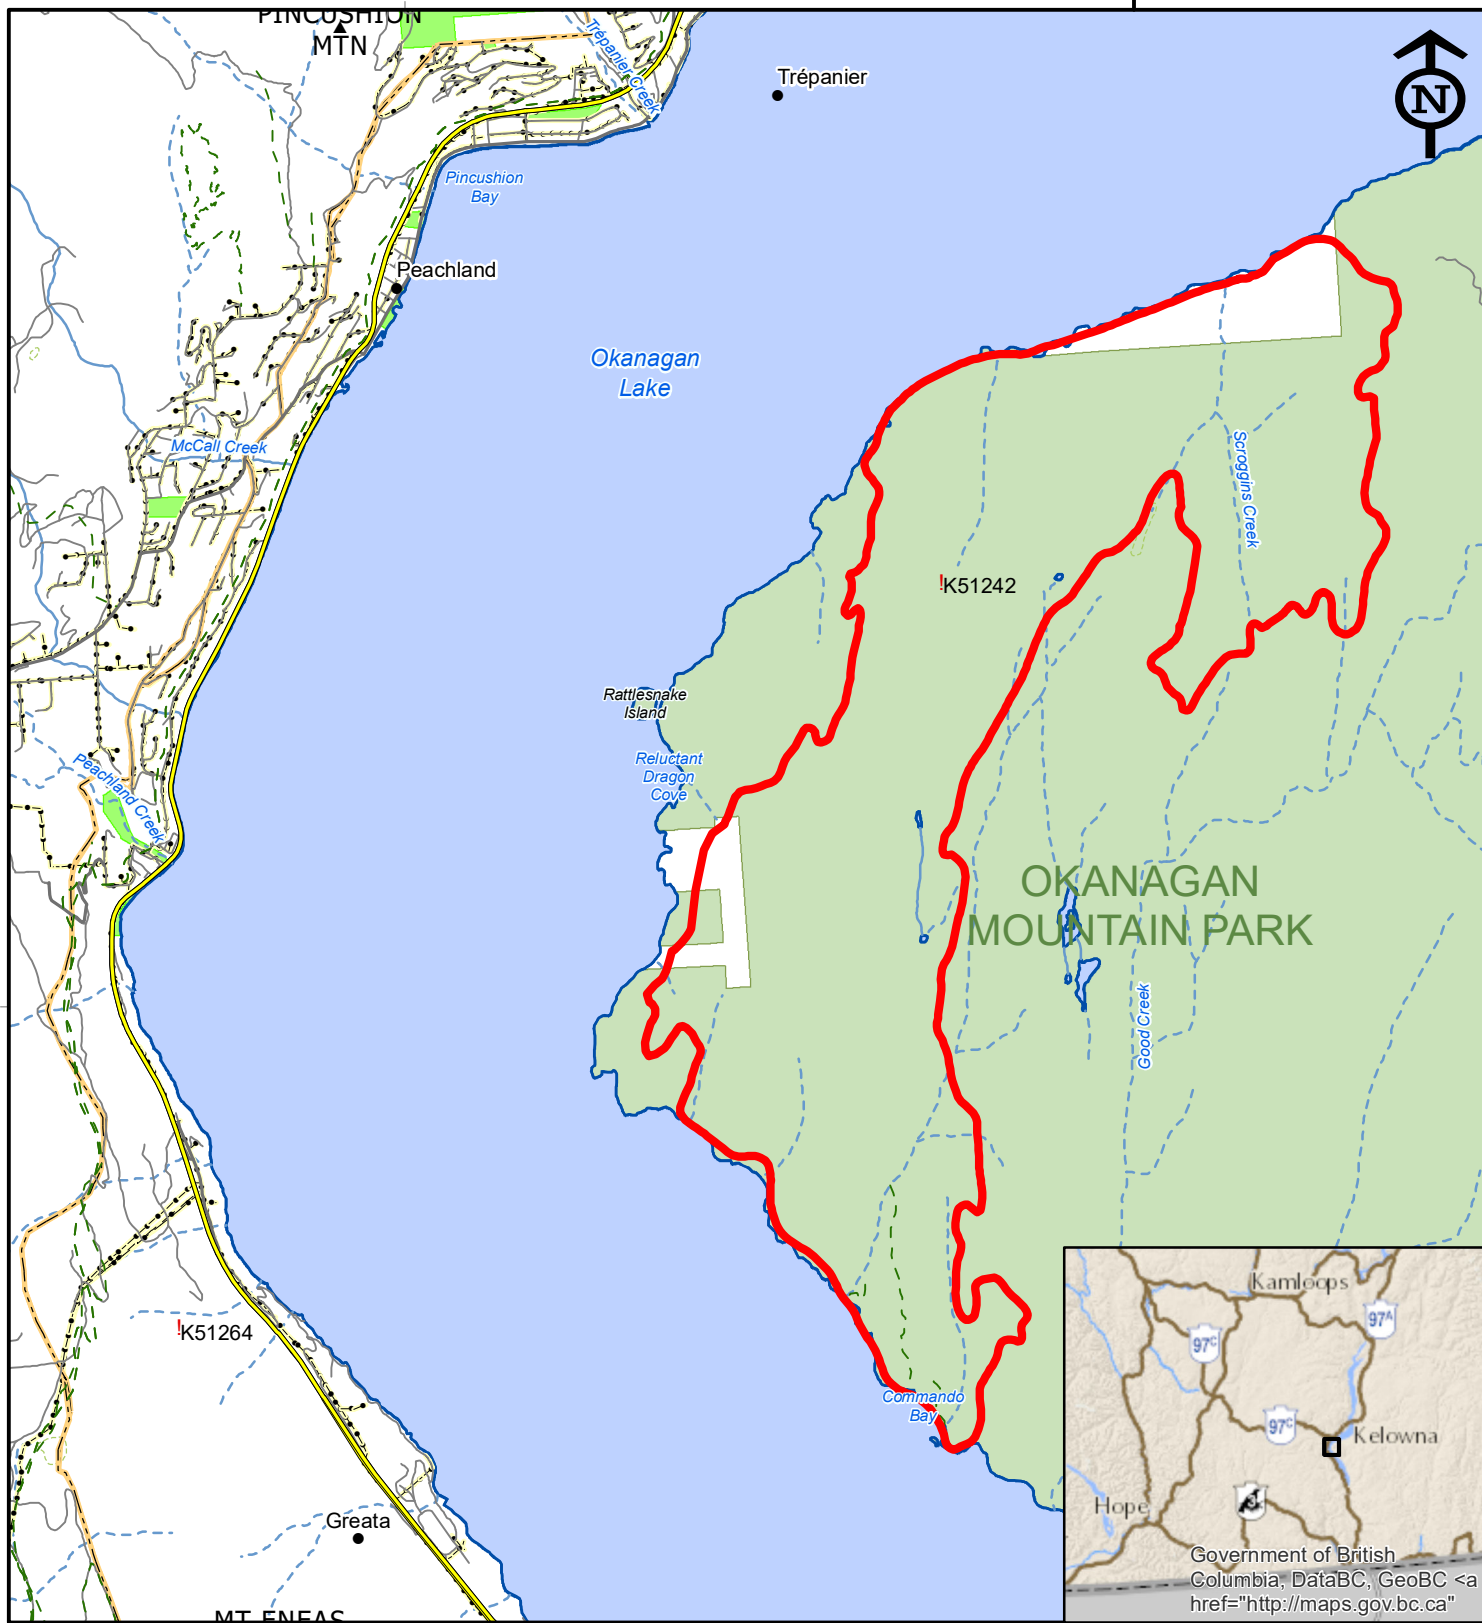 PINCUSHION
MTN
Trépanier Creek
Trépanier
N
Pincushion
Bay
Peachland
Okanagan
Lake
McCall Creek
Scroggins Creek
K51242
Rattlesnake
Island
Reluctant
Dragon
Cove
Peachland Creek
OKANAGAN
MOUNTAIN PARK
Good Creek
K51264
Commando
Bay
Greata
MT ENEAS
Kamloops
97A
97C
97C
Kelowna
Hope
Government of British
Columbia, DataBC, GeoBC <a
href="http://maps.gov.bc.ca"